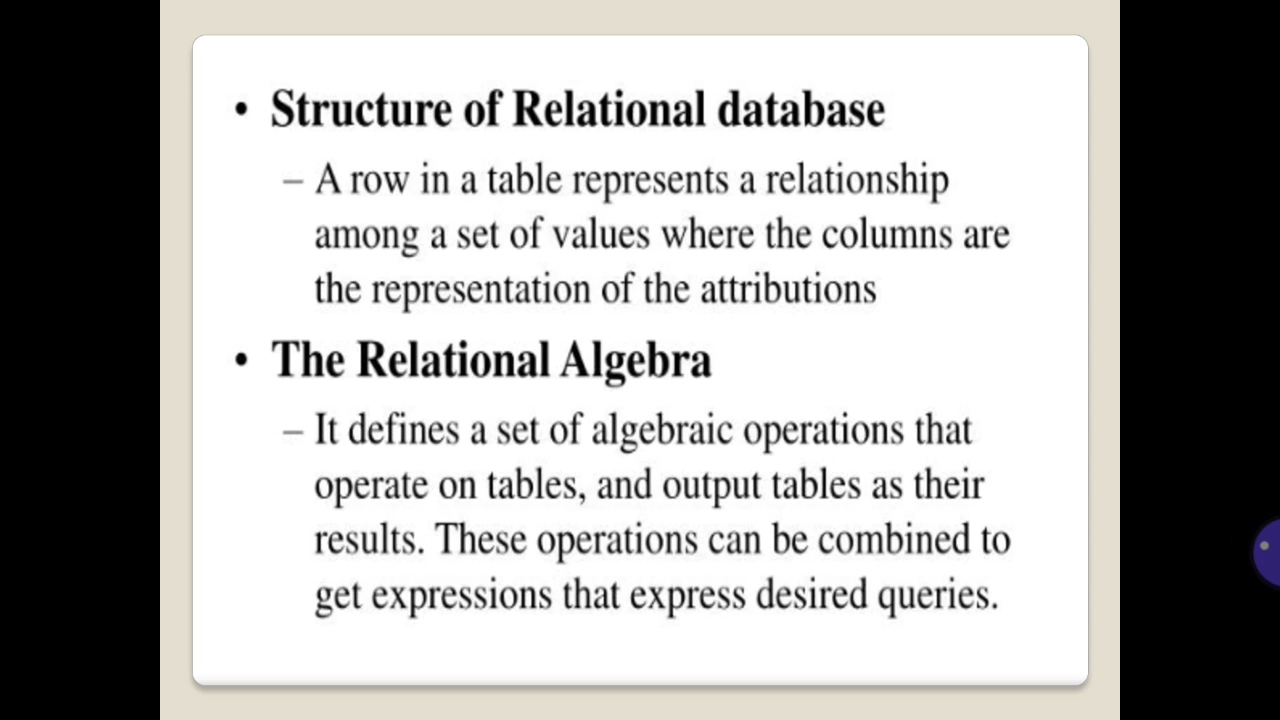 • Structure of Relational database
– A row in a table represents a relationship
among a set of values where the columns are
the representation of the attributions
• The Relational Algebra
– It defines a set of algebraic operations that
operate on tables, and output tables as their
results. These operations can be combined to
get expressions that express desired queries.